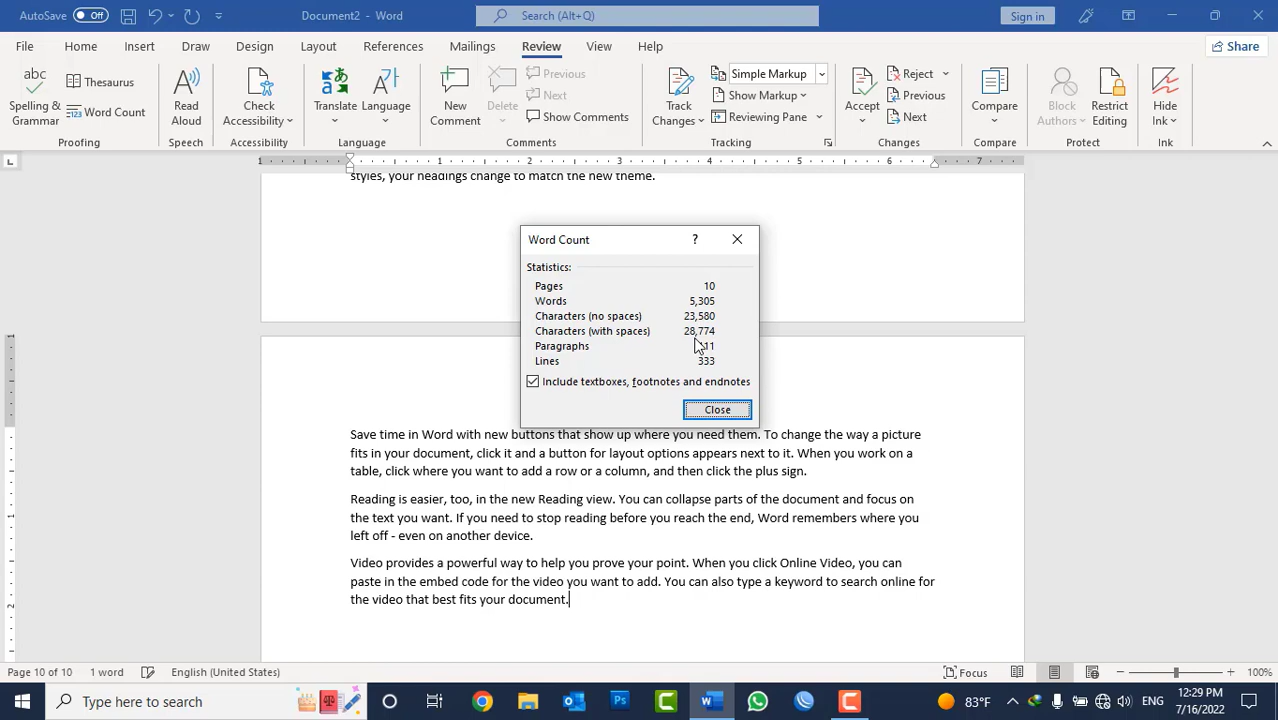 AutoSave Off Document2 - Word Search (Alt+Q) Sign in
File Home Insert Draw Design Layout References Mailings Review View Help Share
abc Spelling & Grammar
Thesaurus
Word Count
Proofing
Read Aloud
Speech
Check Accessibility
Accessibility
Translate
Language
Language
New Comment
Delete
Previous
Next
Show Comments
Comments
Track Changes
Simple Markup
Show Markup
Reviewing Pane
Tracking
Accept
Reject
Previous
Next
Changes
Compare
Compare
Block Authors
Restrict Editing
Protect
Hide Ink
Ink
1 1 2 3 4 5 6 7
styles, your headings change to match the new theme.
Word Count ?
Statistics:
Pages 10
Words 5,305
Characters (no spaces) 23,580
Characters (with spaces) 28,774
Paragraphs 11
Lines 333
Include textboxes, footnotes and endnotes
Close
1
Save time in Word with new buttons that show up where you need them. To change the way a picture
fits in your document, click it and a button for layout options appears next to it. When you work on a
table, click where you want to add a row or a column, and then click the plus sign.
Reading is easier, too, in the new Reading view. You can collapse parts of the document and focus on
the text you want. If you need to stop reading before you reach the end, Word remembers where you
left off - even on another device.
1
Video provides a powerful way to help you prove your point. When you click Online Video, you can
paste in the embed code for the video you want to add. You can also type a keyword to search online for
the video that best fits your document.
2
Page 10 of 10 1 word English (United States) Focus 100%
Type here to search 83°F ENG 12:29 PM
7/16/2022